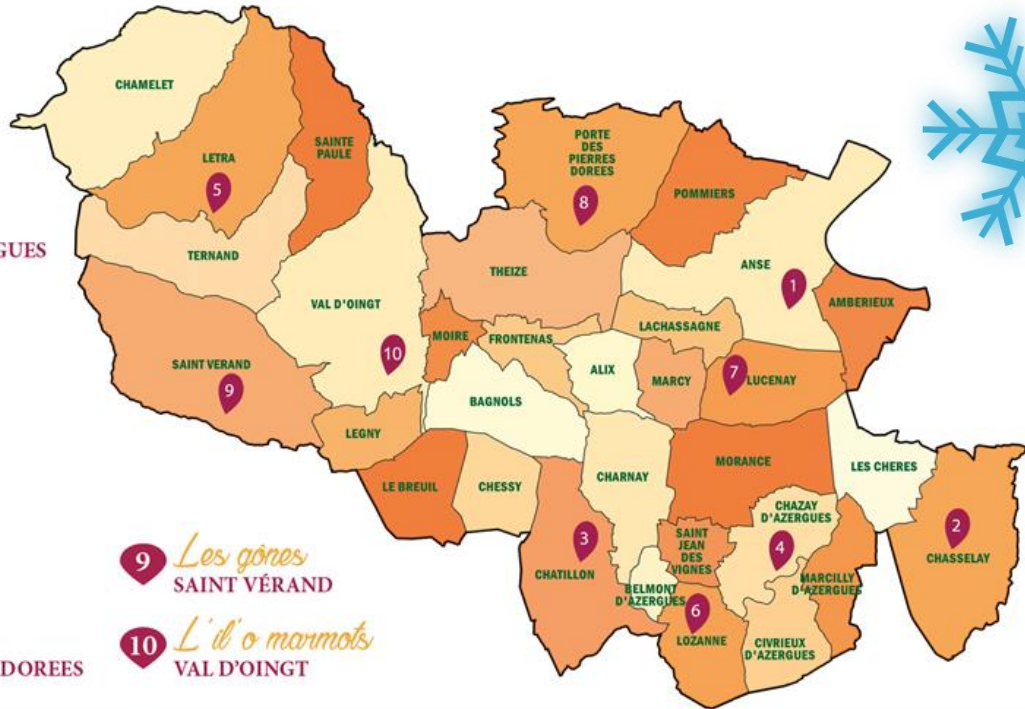 CHAMELET
LETRA
5
SAINTE
PAULE
PORTE
DES
PIERRES
DOREES
8
POMMIERS
GUES
TERNAND
THEIZE
ANSE
1
VAL D'OINGT
AMBERIEUX
MOIRE
FRONTENAS
LACHASSAGNE
10
SAINT VERAND
9
ALIX
MARCY
7
LUCENAY
BAGNOLS
LEGNY
LE BREUIL
CHESSY
CHARNAY
MORANCE
LES CHERES
CHAZAY
D'AZERGUES
4
2
CHASSELAY
3
CHATILLON
SAINT
JEAN
DES
VIGNES
BELMONT
D'AZERGUES
MARCILLY
D'AZERGUES
6
LOZANNE
CIVRIEUX
D'AZERGUES
9 Les gônes
SAINT VÉRAND
10 L'il'o marmots
VAL D'OINGT
DOREES